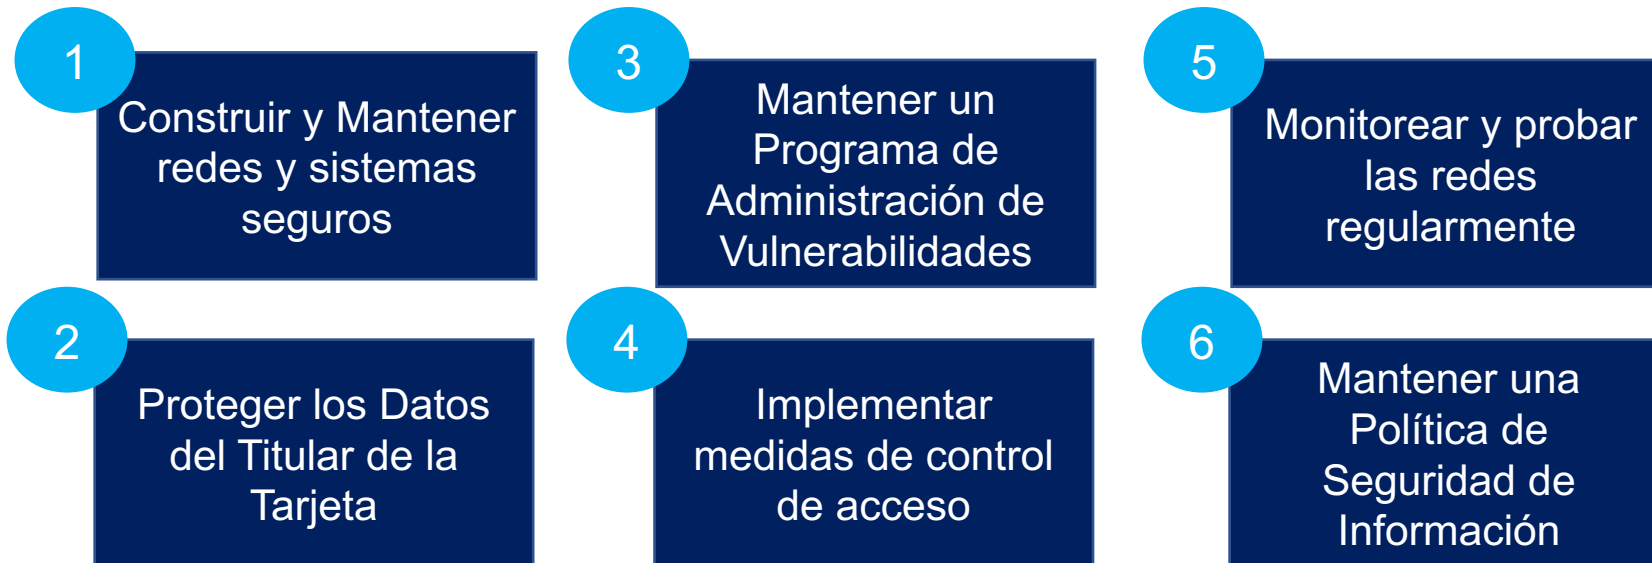 1
Construir y Mantener
redes y sistemas
seguros
2
Proteger los Datos
del Titular de la
Tarjeta
3
Mantener un
Programa de
Administración de
Vulnerabilidades
4
Implementar
medidas de control
de acceso
5
Monitorear y probar
las redes
regularmente
6
Mantener una
Política de
Seguridad de
Información